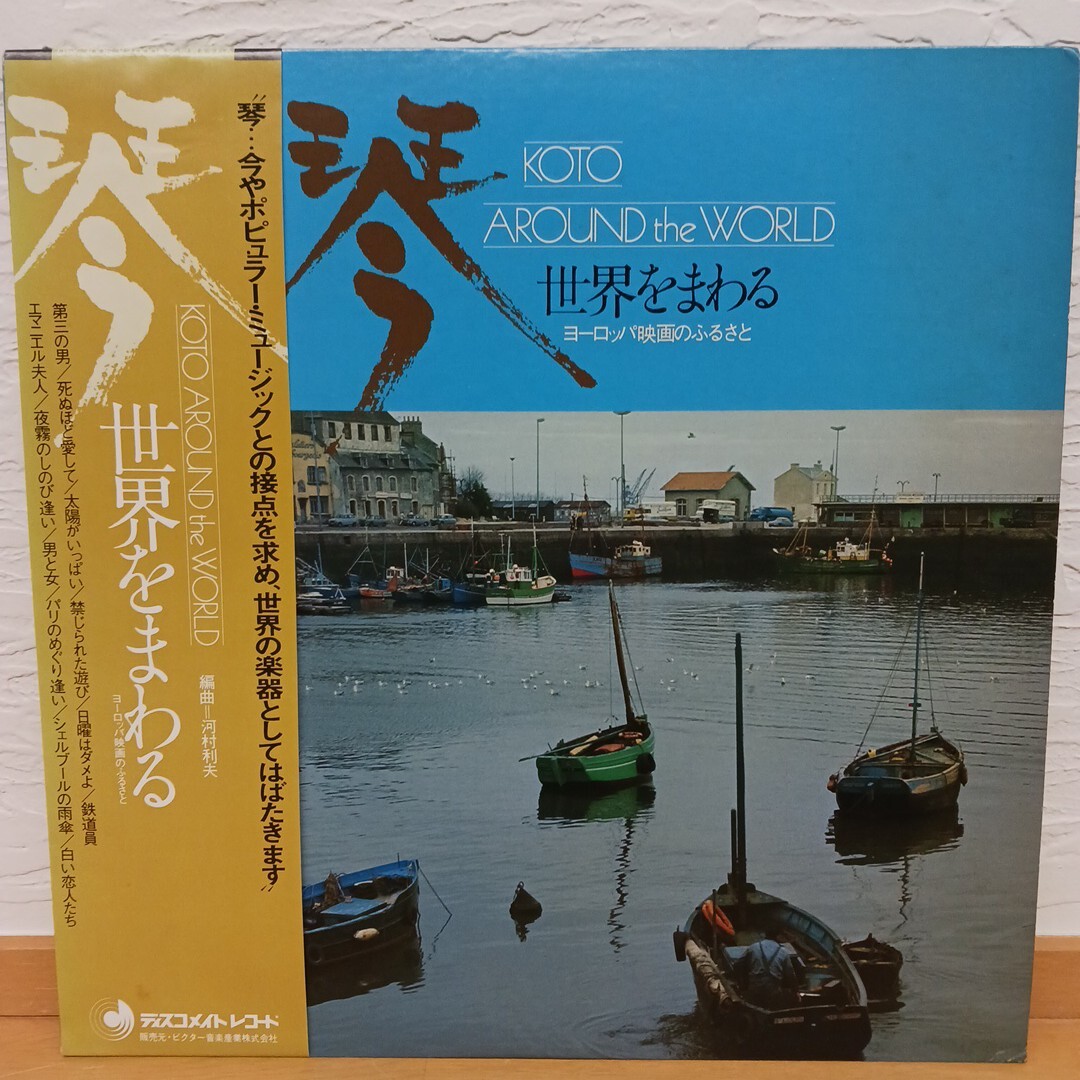 琴
KOTO
AROUND the WORLD
世界をまわる
ヨーロッパ映画のふるさと
“琴…今やポピュラー・ミュージックとの接点を求め、世界の楽器としてはばたきます”
琴
KOTO AROUND the WORLD
世界をまわる
ヨーロッパ映画のふるさと
編曲=河村利夫
第三の男/死ぬほど愛して/太陽がいっぱい/禁じられた遊び/日曜はダメよ/鉄道員
エマニエル夫人/夜霧のしのび逢い/男と女/パリのめぐり逢い/シェルブールの雨傘/白い恋人たち
ディスコメイトレコード
販売元・ビクター音楽産業株式会社